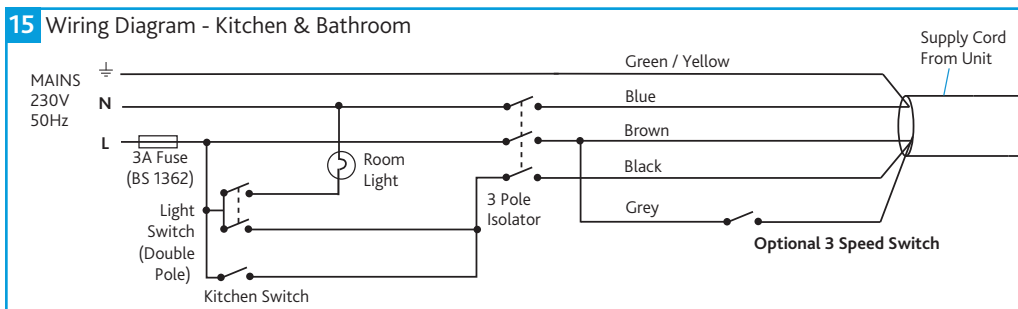 15 Wiring Diagram - Kitchen & Bathroom
Supply Cord
From Unit
MAINS
230V
50Hz
Green / Yellow
N
Blue
L
Brown
3A Fuse
(BS 1362)
Room
Light
Black
Light
Switch
(Double
Pole)
3 Pole
Isolator
Grey
Optional 3 Speed Switch
Kitchen Switch